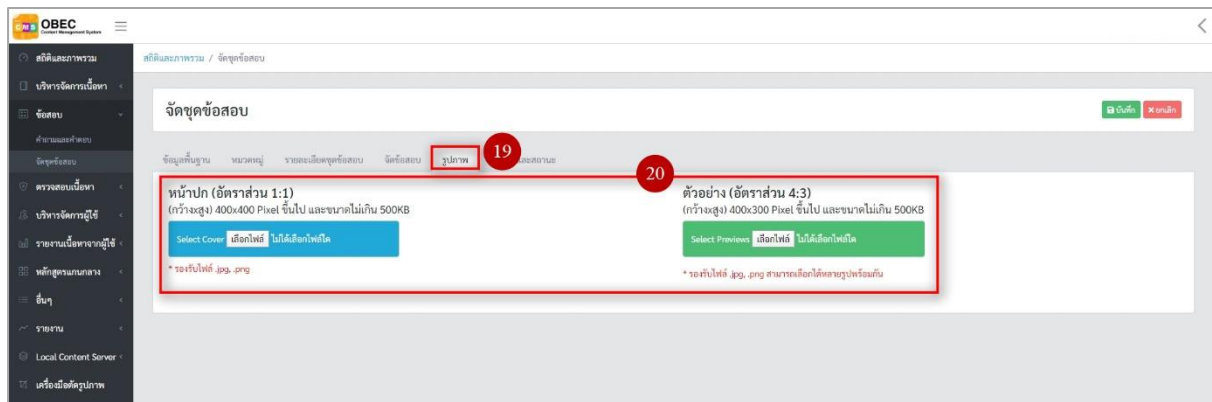 CMS OBEC
Content Management System
สถิติและภาพรวม
บริหารจัดการเนื้อหา
ข้อสอบ
คำถามและคำตอบ
จัดชุดข้อสอบ
ตรวจสอบเนื้อหา
บริหารจัดการผู้ใช้
รายงานเนื้อหาจากผู้ใช้
หลักสูตรแกนกลาง
อื่นๆ
รายงาน
Local Content Server
เครื่องมือตัดรูปภาพ
สถิติและภาพรวม / จัดชุดข้อสอบ
จัดชุดข้อสอบ
บันทึก ยกเลิก
ข้อมูลพื้นฐาน หมวดหมู่ รายละเอียดชุดข้อสอบ จัดข้อสอบ รูปภาพ 19 และสถานะ
20
หน้าปก (อัตราส่วน 1:1)
(กว้างxสูง) 400x400 Pixel ขึ้นไป และขนาดไม่เกิน 500KB
Select Cover เลือกไฟล์ ไม่ได้เลือกไฟล์ใด
* รองรับไฟล์ .jpg, .png
ตัวอย่าง (อัตราส่วน 4:3)
(กว้างxสูง) 400x300 Pixel ขึ้นไป และขนาดไม่เกิน 500KB
Select Previews เลือกไฟล์ ไม่ได้เลือกไฟล์ใด
* รองรับไฟล์ .jpg, .png สามารถเลือกได้หลายรูปพร้อมกัน